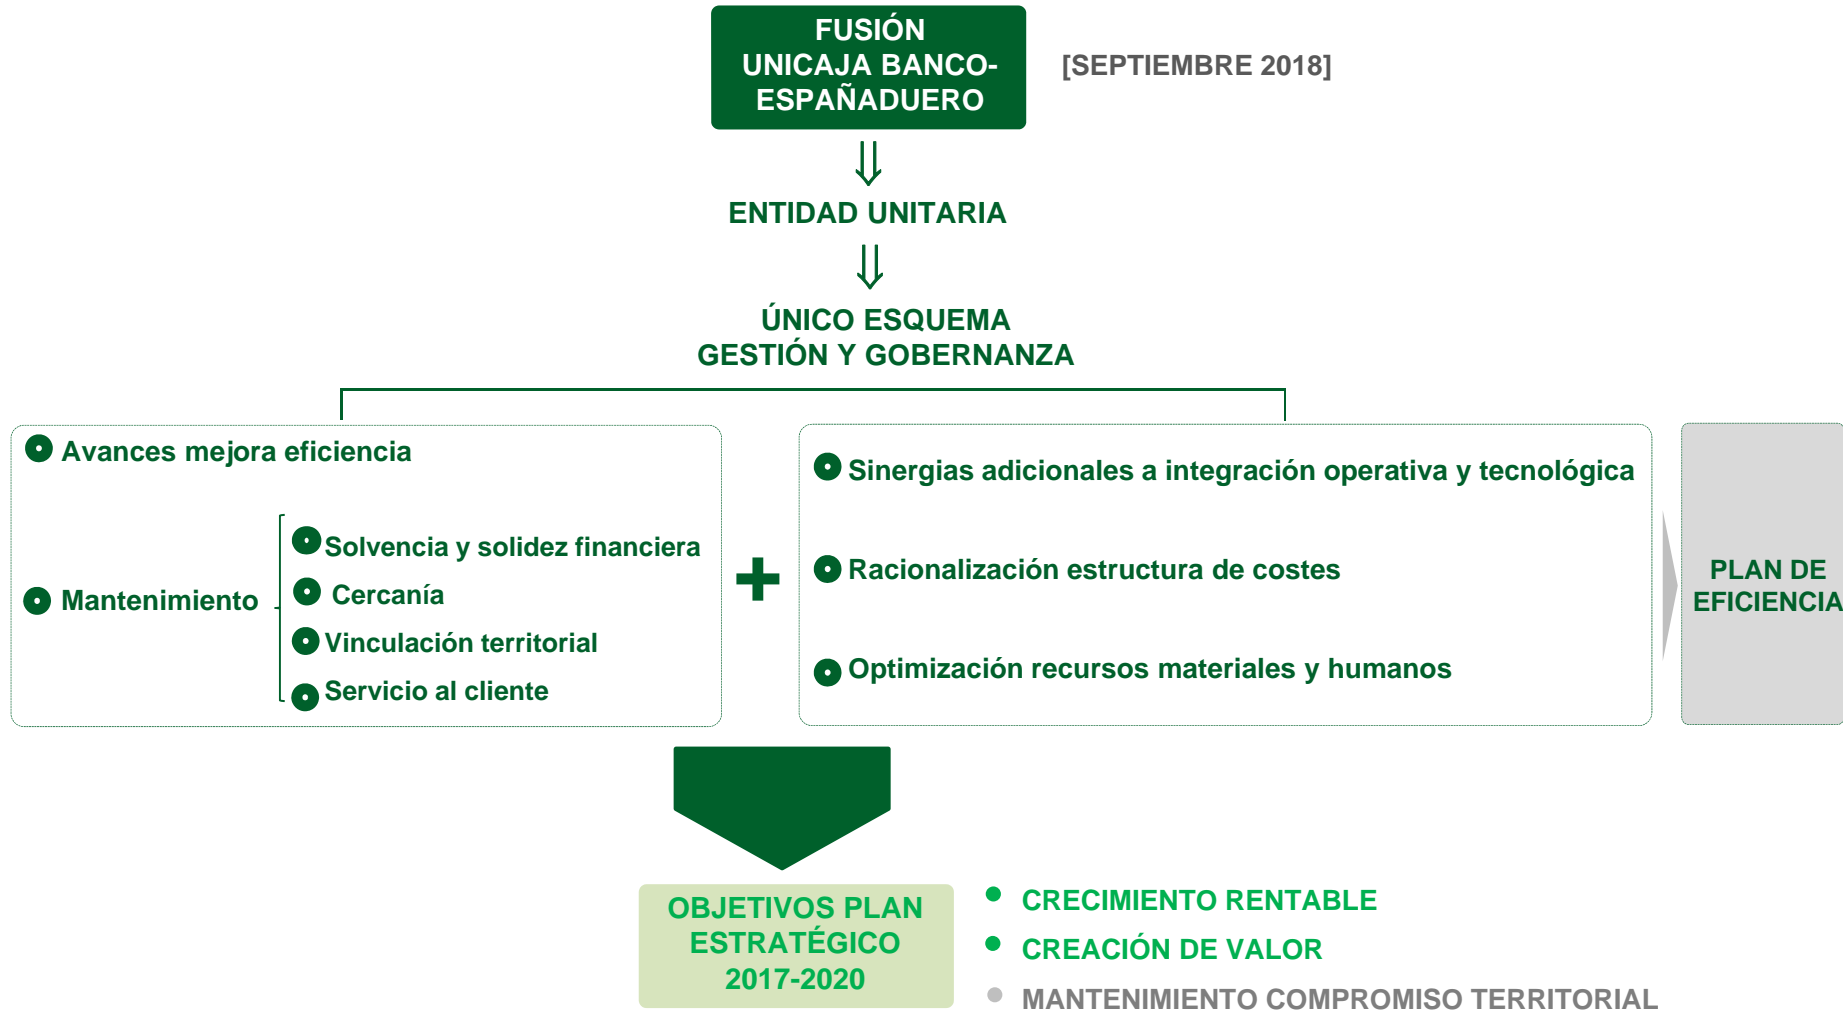 FUSIÓN
UNICAJA BANCO-
ESPAÑADUERO
[SEPTIEMBRE 2018]
ENTIDAD UNITARIA
ÚNICO ESQUEMA
GESTIÓN Y GOBERNANZA
Avances mejora eficiencia
Mantenimiento
Solvencia y solidez financiera
Cercanía
Vinculación territorial
Servicio al cliente
+
Sinergias adicionales a integración operativa y tecnológica
Racionalización estructura de costes
Optimización recursos materiales y humanos
PLAN DE
EFICIENCIA
OBJETIVOS PLAN
ESTRATÉGICO
2017-2020
CRECIMIENTO RENTABLE
CREACIÓN DE VALOR
MANTENIMIENTO COMPROMISO TERRITORIAL